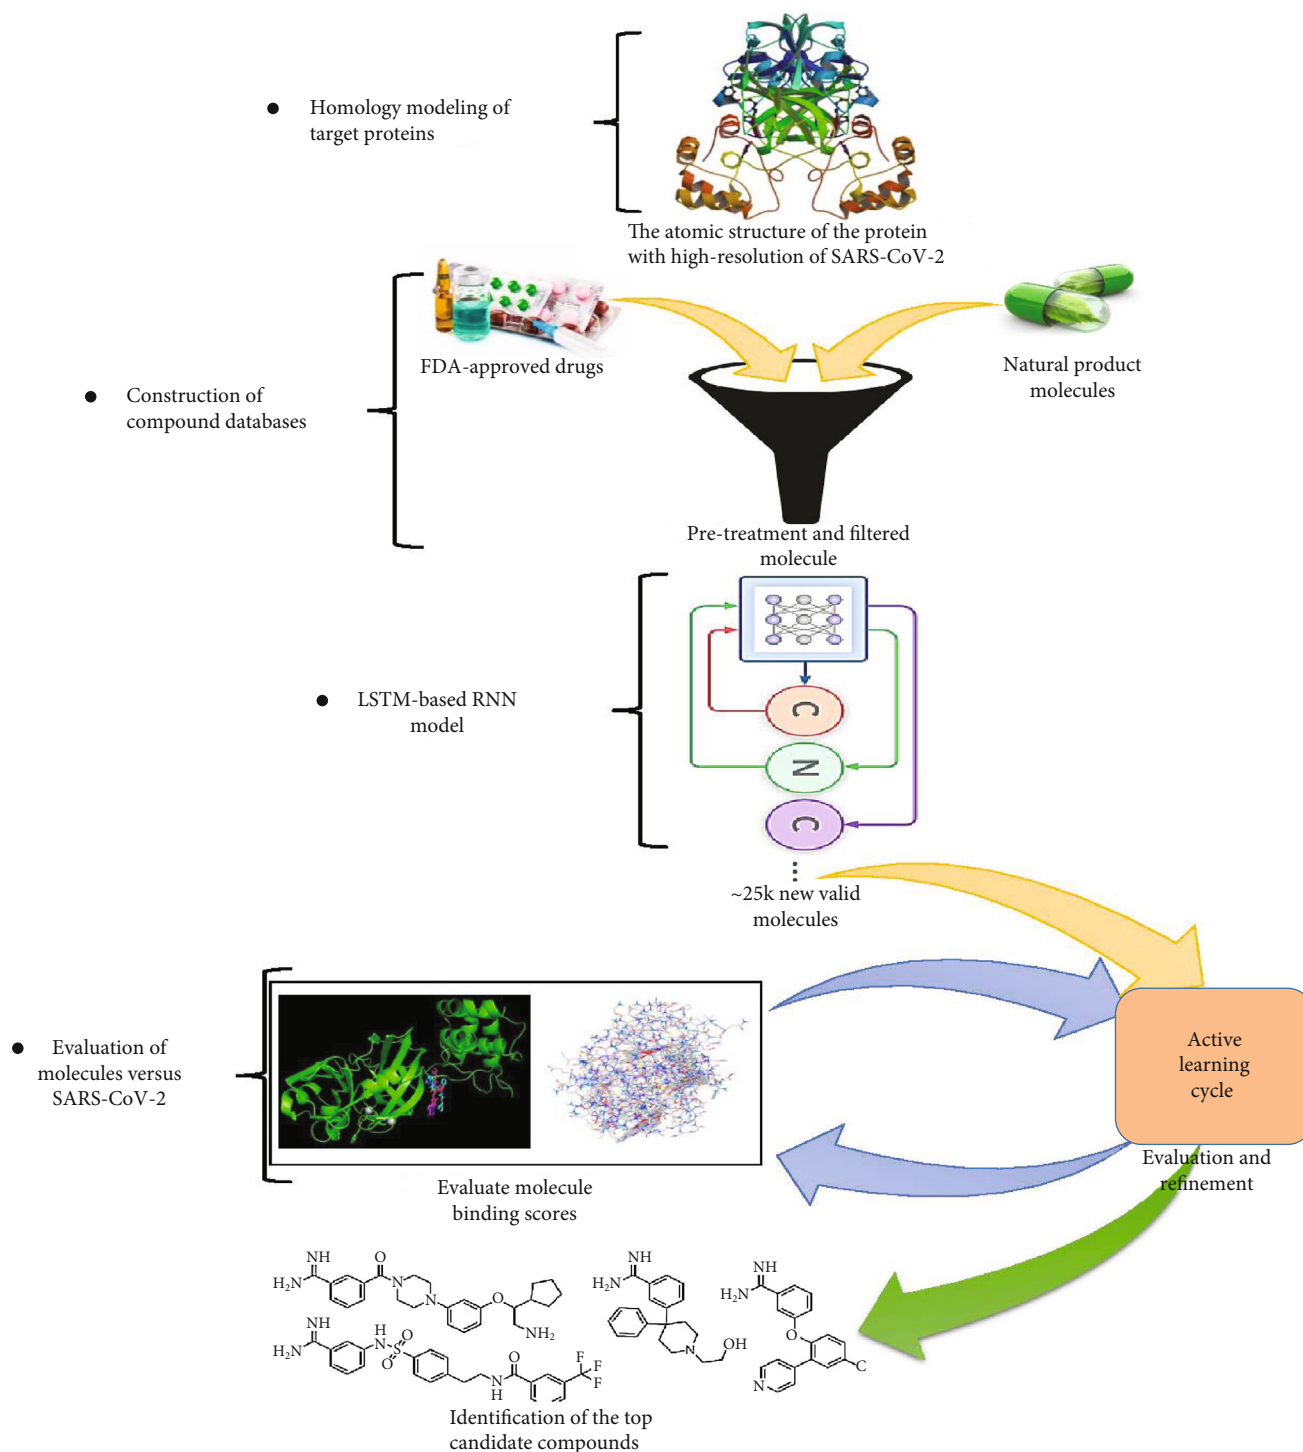 Homology modeling of
target proteins
The atomic structure of the protein
with high-resolution of SARS-CoV-2
FDA-approved drugs
Natural product
molecules
Construction of
compound databases
Pre-treatment and filtered
molecule
LSTM-based RNN
model
C
N
C
~25k new valid
molecules
Evaluation of
molecules versus
SARS-CoV-2
Active
learning
cycle
Evaluation and
refinement
Evaluate molecule
binding scores
NH
O
H₂N
N
N
O
NH₂
NH
H₂N
H
N
O
S
O
O
N
H
F
F
F
NH
H₂N
N
OH
NH
H₂N
O
C
N
Identification of the top
candidate compounds